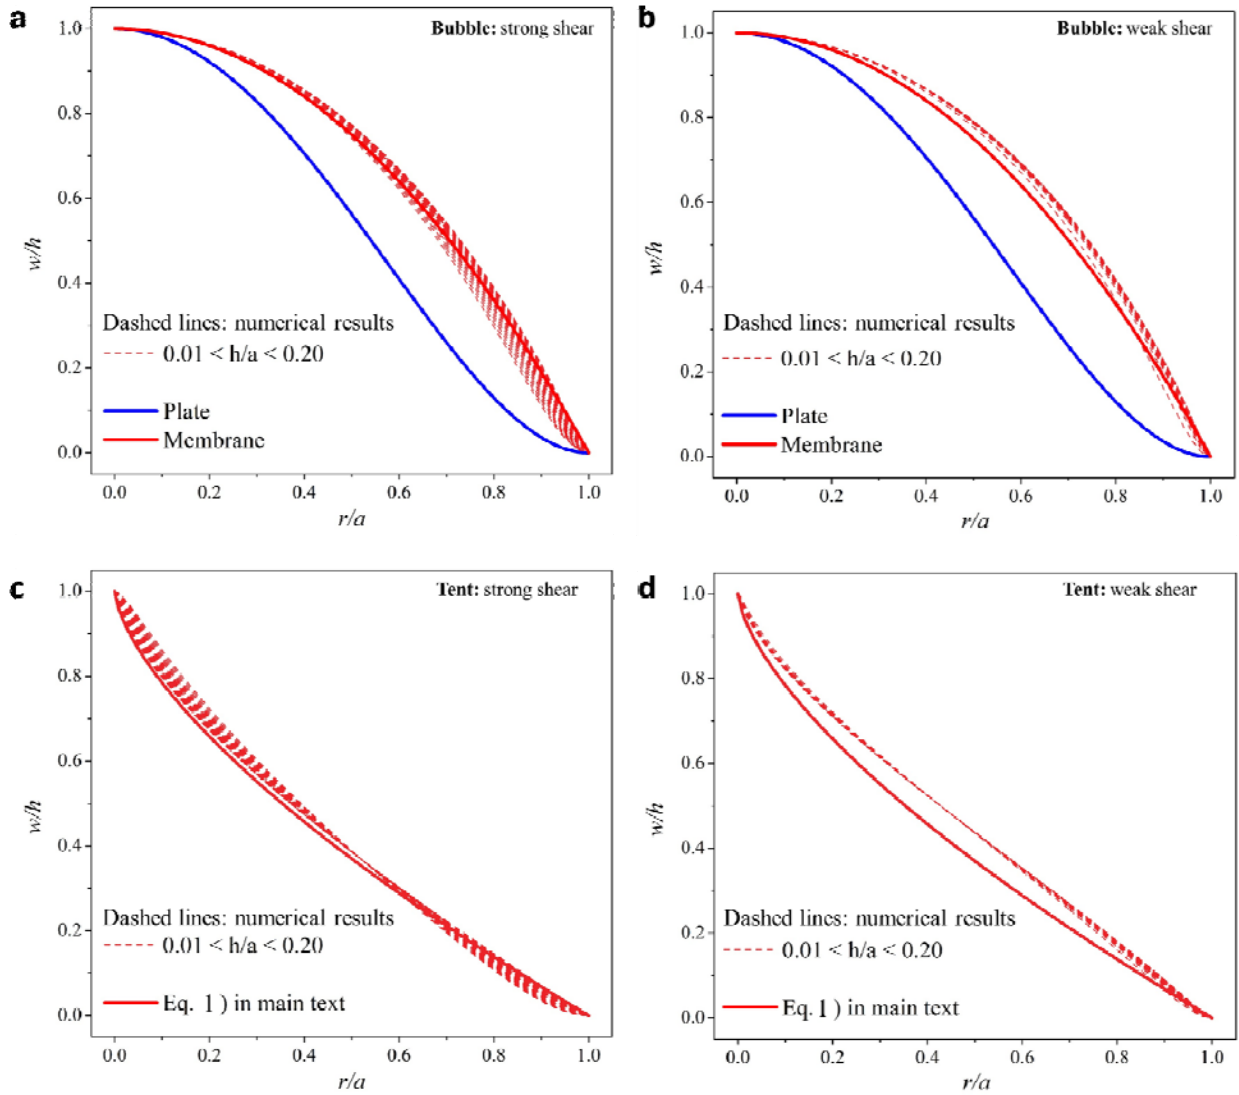 a
Bubble: strong shear
1.0
0.8
0.6
w/h
0.4
Dashed lines: numerical results
0.01 < h/a < 0.20
0.2
Plate
Membrane
0.0
0.0 0.2 0.4 0.6 0.8 1.0
r/a
b
Bubble: weak shear
1.0
0.8
0.6
w/h
0.4
Dashed lines: numerical results
0.01 < h/a < 0.20
0.2
Plate
Membrane
0.0
0.0 0.2 0.4 0.6 0.8 1.0
r/a
c
Tent: strong shear
1.0
0.8
0.6
w/h
0.4
Dashed lines: numerical results
0.2
0.01 < h/a < 0.20
Eq. 1 ) in main text
0.0
0.0 0.2 0.4 0.6 0.8 1.0
r/a
d
Tent: weak shear
1.0
0.8
0.6
w/h
0.4
Dashed lines: numerical results
0.2
0.01 < h/a < 0.20
Eq. 1 ) in main text
0.0
0.0 0.2 0.4 0.6 0.8 1.0
r/a